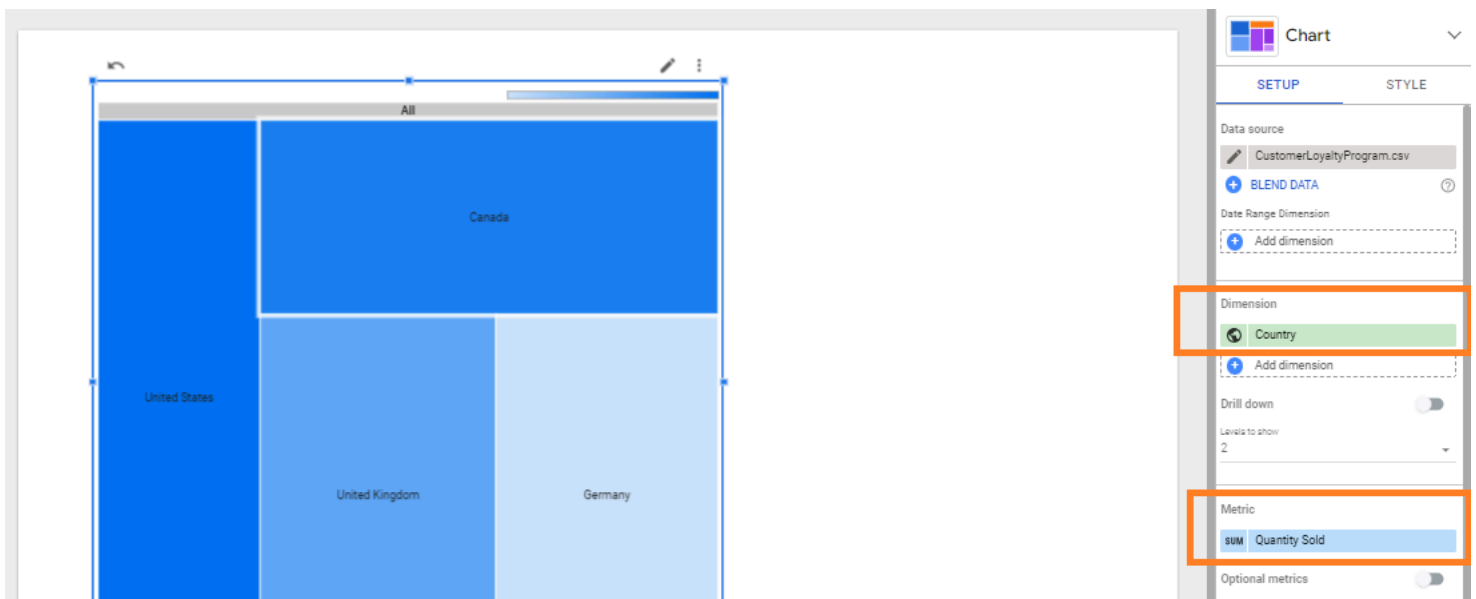 Chart
SETUP STYLE
All
Canada
United States
United Kingdom
Germany
Data source
CustomerLoyaltyProgram.csv
BLEND DATA
Date Range Dimension
Add dimension
Dimension
Country
Add dimension
Drill down
Levels to show
2
Metric
SUM Quantity Sold
Optional metrics